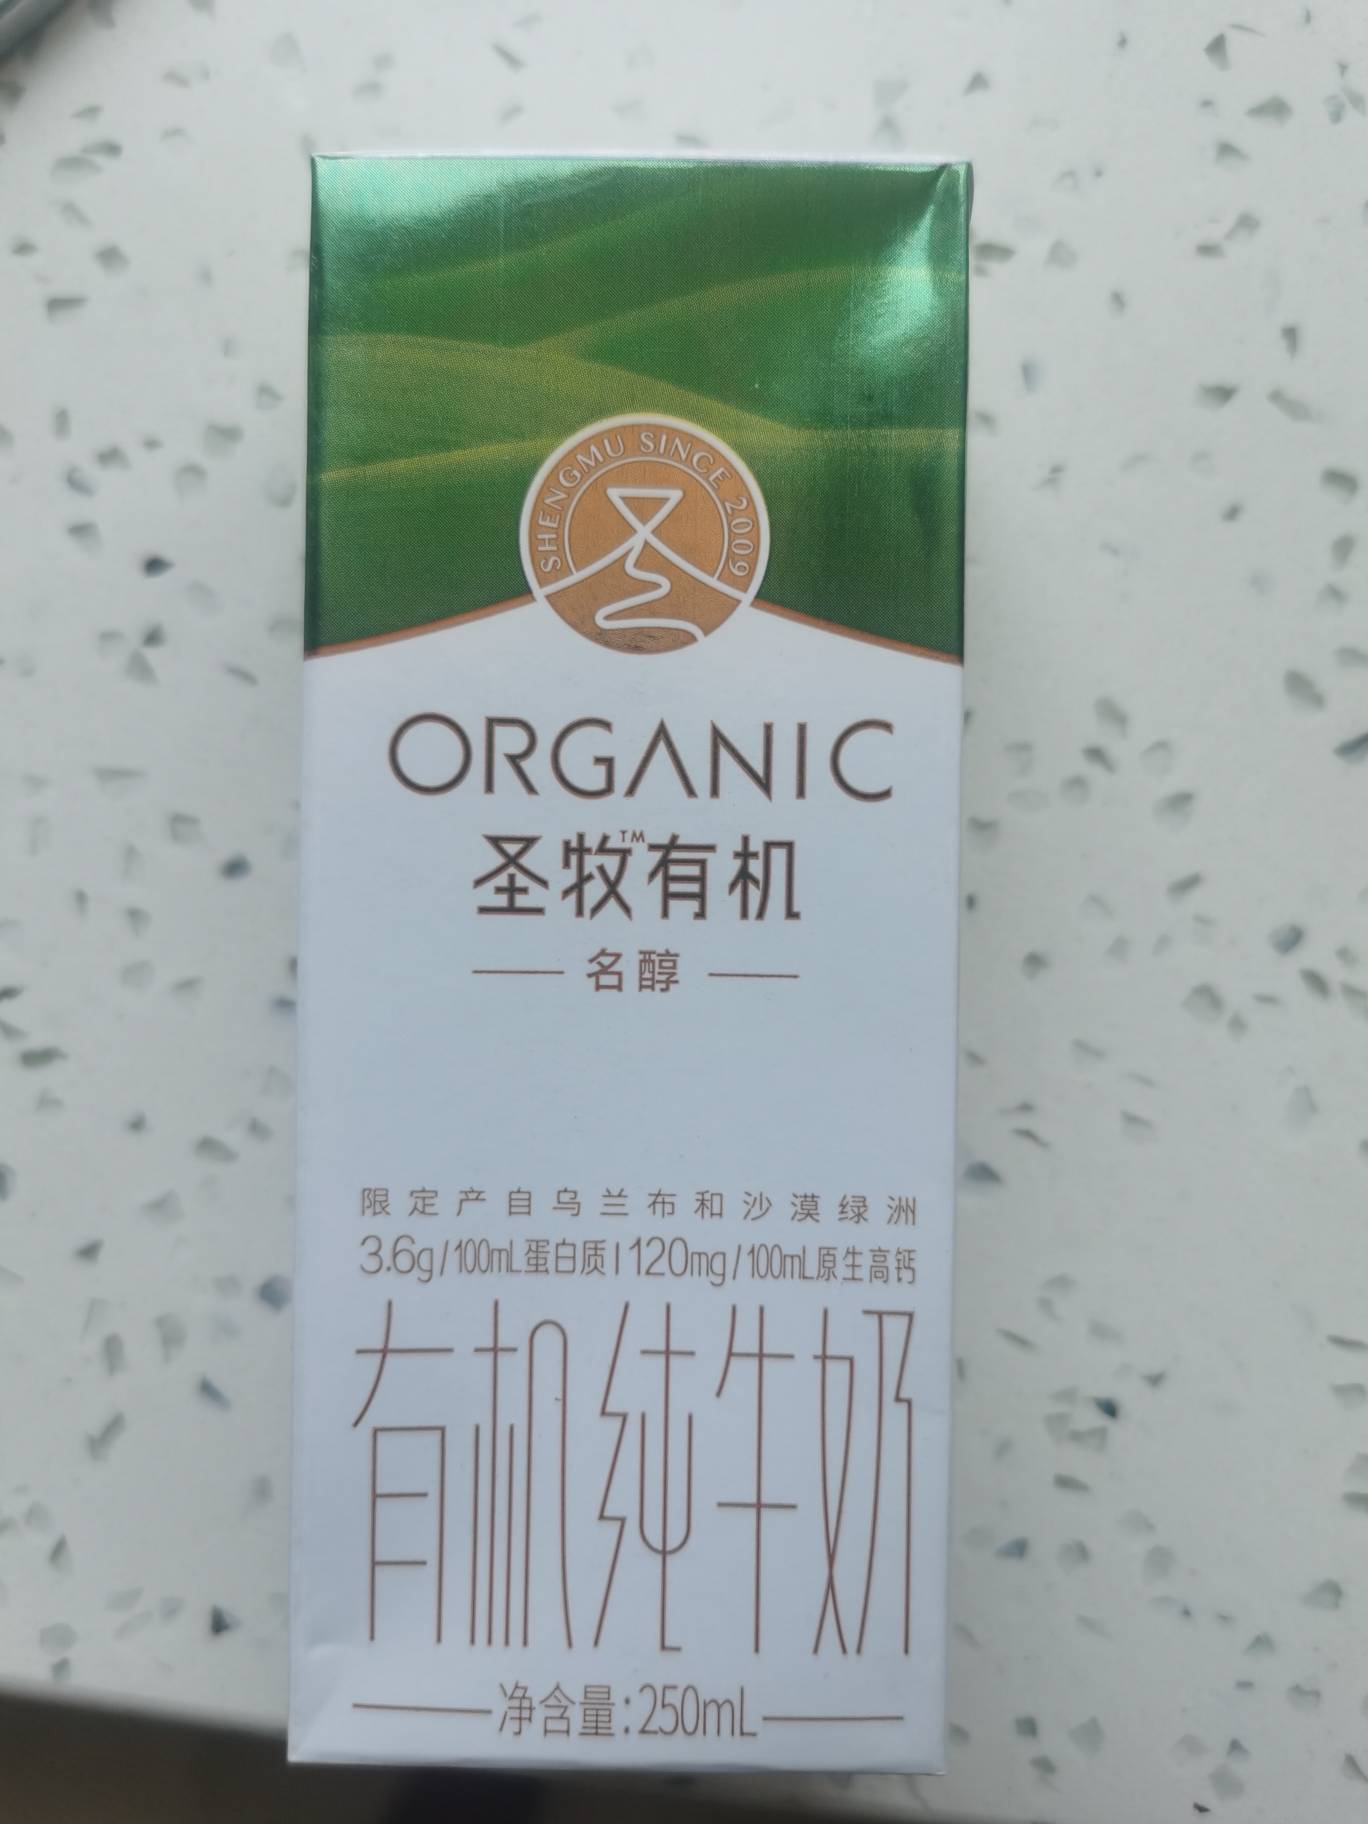 SHENGMU SINCE 2009
圣
ORGANIC
圣牧™有机
名醇
限定产自乌兰布和沙漠绿洲
3.6g/100mL蛋白质|120mg/100mL原生高钙
有机纯牛奶
净含量:250mL